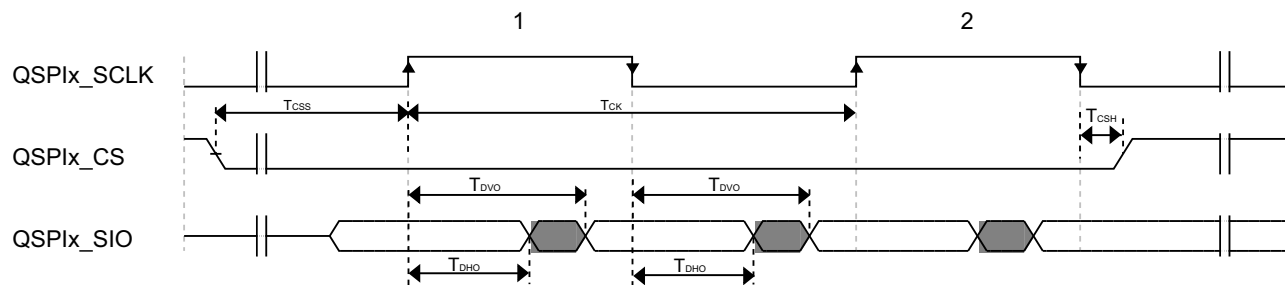 1 2
QSPIx_SCLK
TCSS TCK
TCSH
QSPIx_CS
TDVO TDVO
QSPIx_SIO
TDHO TDHO